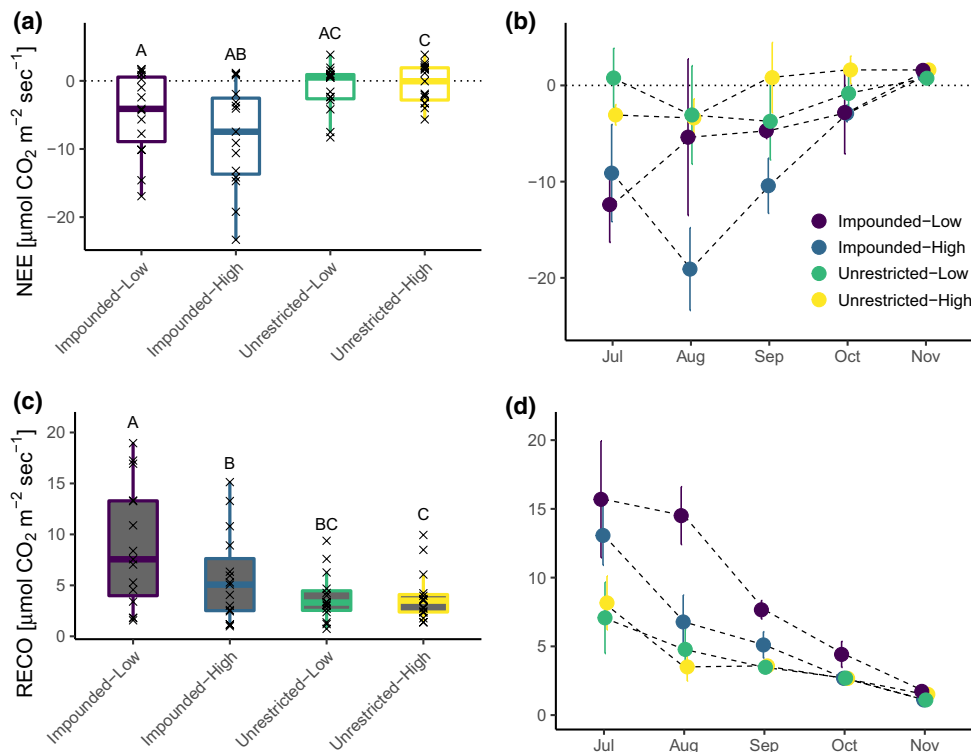 (a)
NEE [µmol CO₂ m⁻² sec⁻¹]
0
−10
−20
A
AB
AC
C
Impounded−Low
Impounded−High
Unrestricted−Low
Unrestricted−High
(b)
0
−10
−20
Impounded−Low
Impounded−High
Unrestricted−Low
Unrestricted−High
Jul
Aug
Sep
Oct
Nov
(c)
RECO [µmol CO₂ m⁻² sec⁻¹]
20
15
10
5
0
A
B
BC
C
Impounded−Low
Impounded−High
Unrestricted−Low
Unrestricted−High
(d)
20
15
10
5
0
Jul
Aug
Sep
Oct
Nov